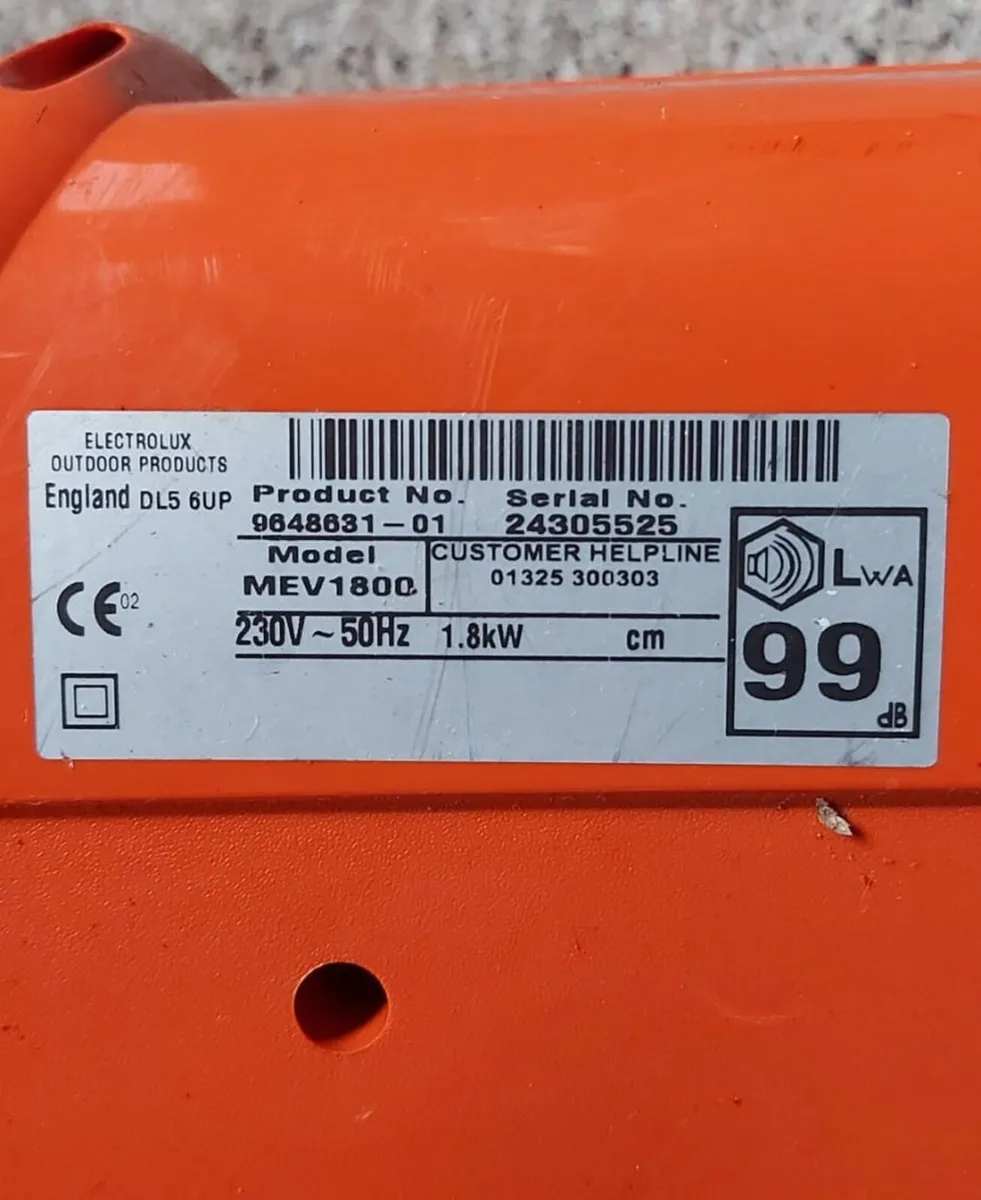 ELECTROLUX
OUTDOOR PRODUCTS
England DL5 6UP
Product No. Serial No.
9648631-01 24305525
Model
MEV1800
CUSTOMER HELPLINE
01325 300303
CE 02
230V ~ 50Hz 1.8kW cm
LWA
99
dB